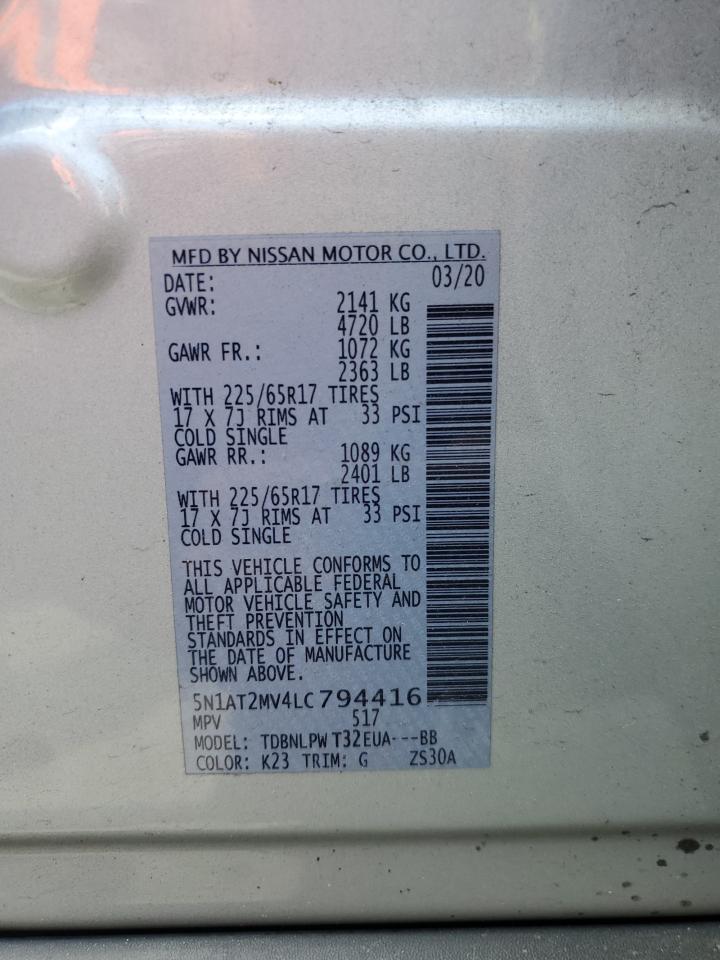 MFD BY NISSAN MOTOR CO., LTD.
DATE: 03/20
GVWR: 2141 KG
4720 LB
GAWR FR.: 1072 KG
2363 LB
WITH 225/65R17 TIRES
17 X 7J RIMS AT 33 PSI
COLD SINGLE
GAWR RR.: 1089 KG
2401 LB
WITH 225/65R17 TIRES
17 X 7J RIMS AT 33 PSI
COLD SINGLE
THIS VEHICLE CONFORMS TO
ALL APPLICABLE FEDERAL
MOTOR VEHICLE SAFETY AND
THEFT PREVENTION
STANDARDS IN EFFECT ON
THE DATE OF MANUFACTURE
SHOWN ABOVE.
5N1AT2MV4LC794416
MPV 517
MODEL: TDBNLPW T32EUA---BB
COLOR: K23 TRIM: G ZS30A